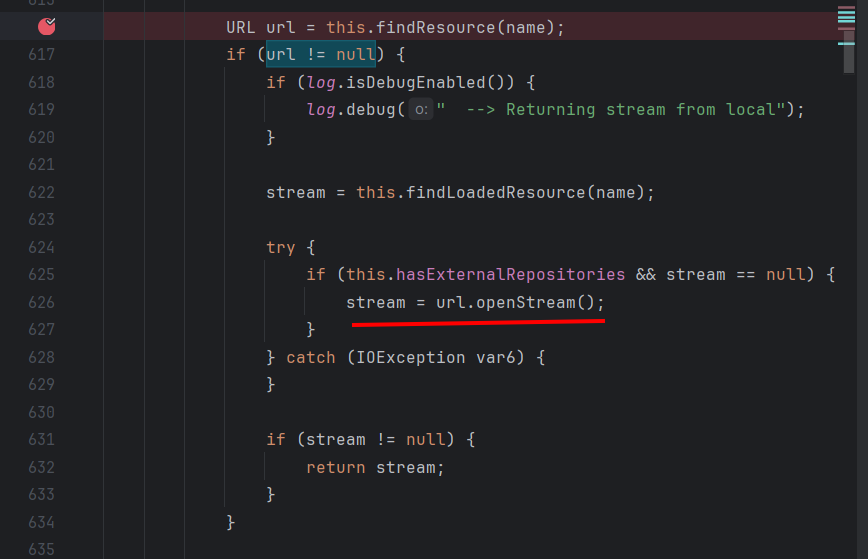 615
URL url = this.findResource(name);
617 if (url != null) {
618 if (log.isDebugEnabled()) {
619 log.debug( o: " --> Returning stream from local");
620 }
621
622 stream = this.findLoadedResource(name);
623
624 try {
625 if (this.hasExternalRepositories && stream == null) {
626 stream = url.openStream();
627 }
628 } catch (IOException var6) {
629 }
630
631 if (stream != null) {
632 return stream;
633 }
634 }
635